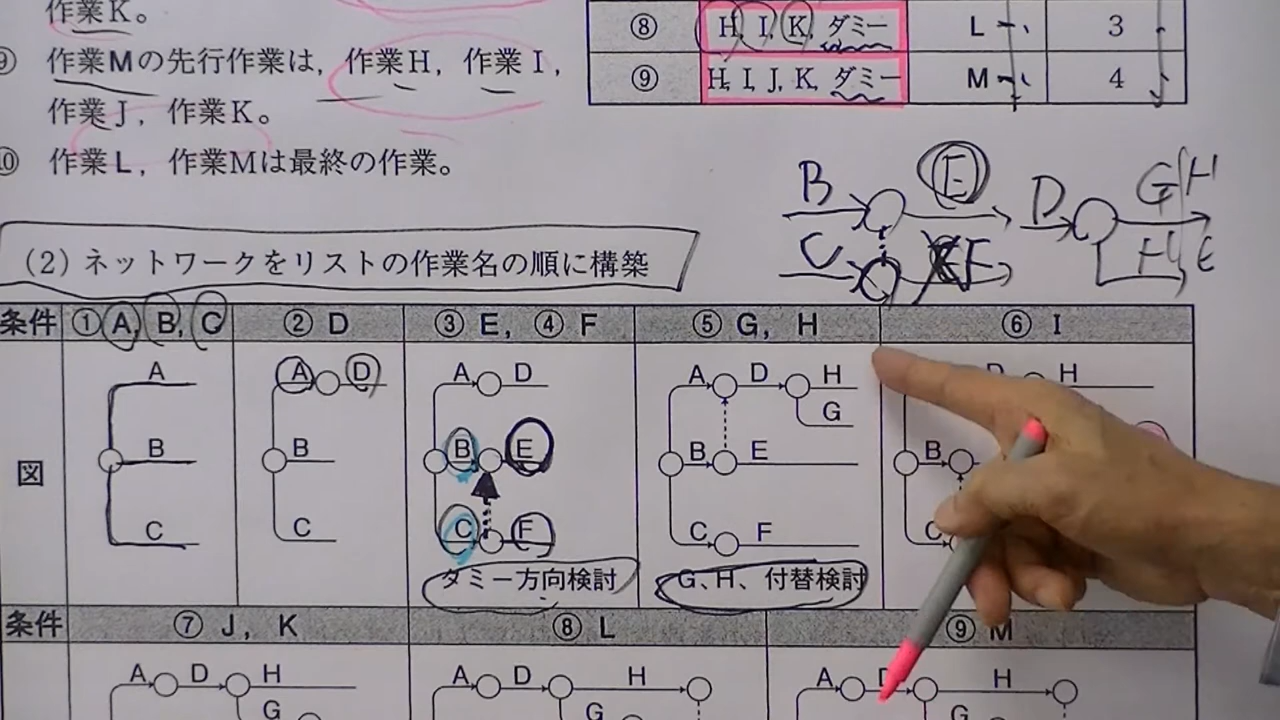 作業K。
作業Mの先行作業は，作業H，作業I，
作業J，作業K。
⑩ 作業L，作業Mは最終の作業。
⑧ H, I, K, ダミー L 3
⑨ H, I, J, K, ダミー M 4
B E D G H
C F H E
(2) ネットワークをリストの作業名の順に構築
条件 ① A, B, C ② D ③ E, ④ F ⑤ G, H ⑥ I
図
A
B
C
A D
B
C
A D
B E
C F
ダミー方向検討
A D H
G
B E
C F
G、H、付替検討
D H
B
C
条件 ⑦ J, K ⑧ L ⑨ M
A D H
G
A D H
G
A D H
G